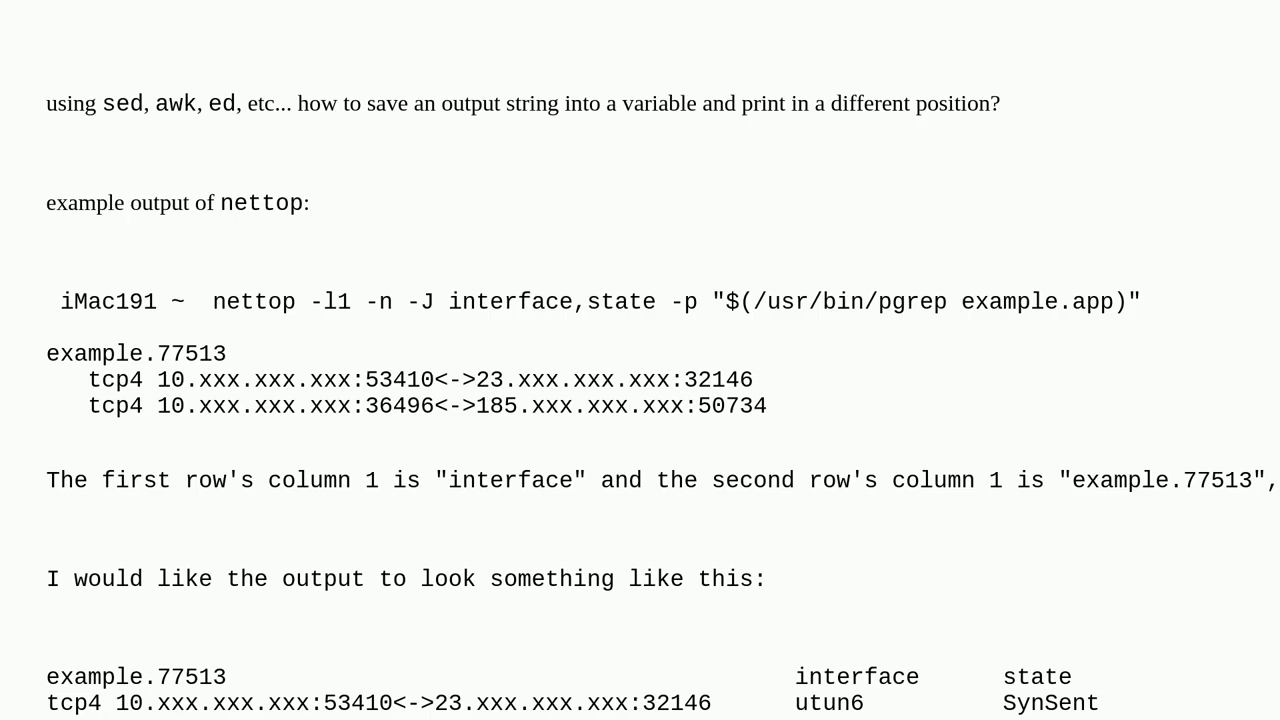 using sed, awk, ed, etc... how to save an output string into a variable and print in a different position?
example output of nettop:
iMac191 ~  nettop -l1 -n -J interface,state -p "$(/usr/bin/pgrep example.app)"
example.77513
   tcp4 10.xxx.xxx.xxx:53410<->23.xxx.xxx.xxx:32146
   tcp4 10.xxx.xxx.xxx:36496<->185.xxx.xxx.xxx:50734
The first row's column 1 is "interface" and the second row's column 1 is "example.77513",
I would like the output to look something like this:
example.77513                                         interface      state
tcp4 10.xxx.xxx.xxx:53410<->23.xxx.xxx.xxx:32146      utun6          SynSent